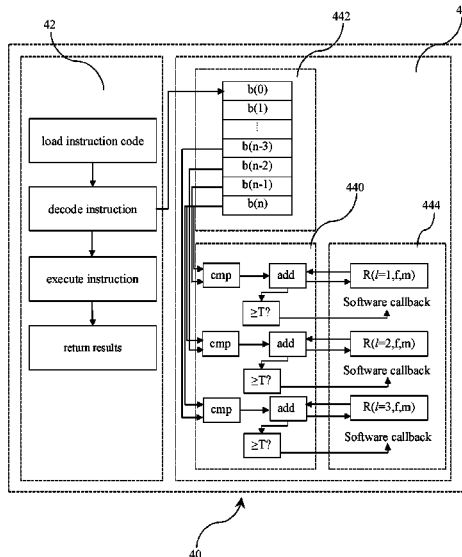 42
442
4
b(0)
b(1)
⋮
b(n-3)
b(n-2)
b(n-1)
b(n)
load instruction code
decode instruction
execute instruction
return results
440
444
cmp
add
R(l=1,f,m)
≥T?
Software callback
cmp
add
R(l=2,f,m)
≥T?
Software callback
cmp
add
R(l=3,f,m)
≥T?
Software callback
40